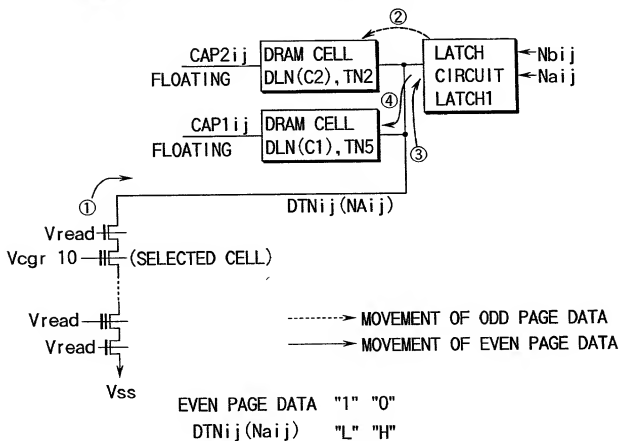 ②
CAP2ij
FLOATING
DRAM CELL
DLN(C2),TN2
LATCH
CIRCUIT
LATCH1
Nbij
Naij
④
③
CAP1ij
FLOATING
DRAM CELL
DLN(C1),TN5
①
DTNij(NAij)
Vread
Vcgr 10
(SELECTED CELL)
Vread
Vread
Vss
MOVEMENT OF ODD PAGE DATA
MOVEMENT OF EVEN PAGE DATA
EVEN PAGE DATA "1" "0"
DTNij(Naij) "L" "H"